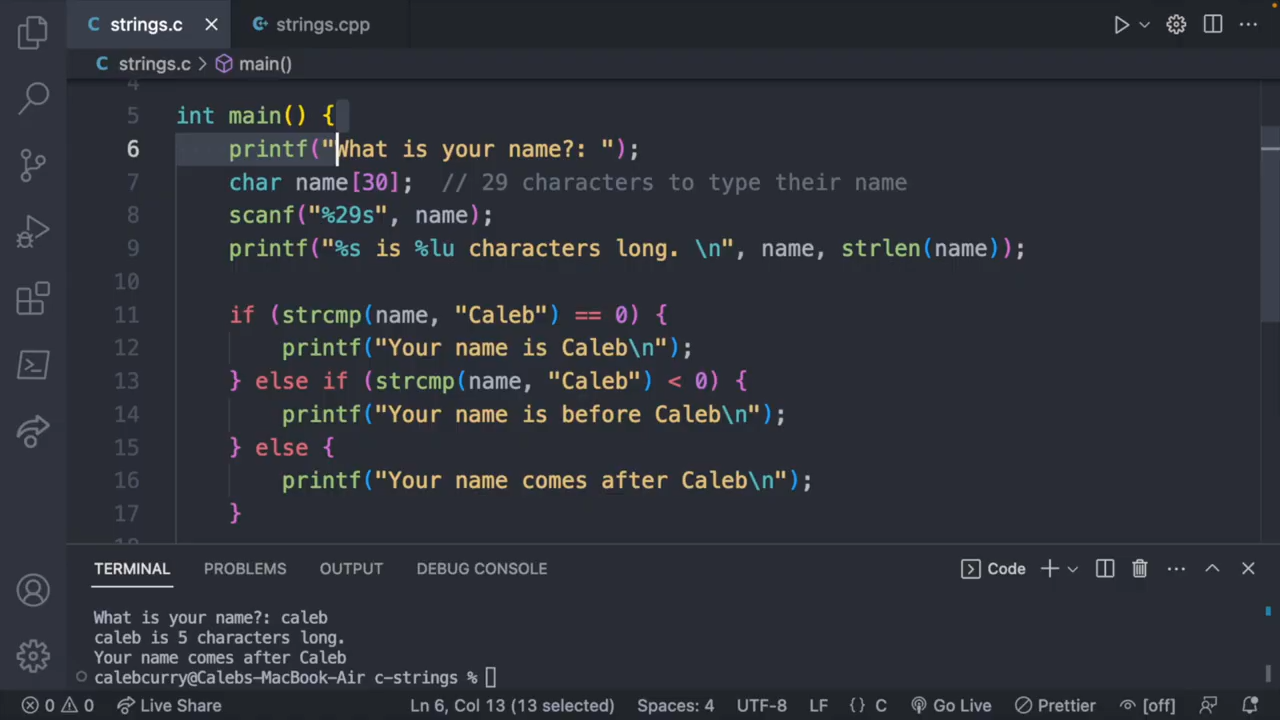 strings.c strings.cpp
strings.c > main()
4
5 int main() {
6 printf("What is your name?: ");
7 char name[30]; // 29 characters to type their name
8 scanf("%29s", name);
9 printf("%s is %lu characters long. \n", name, strlen(name));
10
11 if (strcmp(name, "Caleb") == 0) {
12 printf("Your name is Caleb\n");
13 } else if (strcmp(name, "Caleb") < 0) {
14 printf("Your name is before Caleb\n");
15 } else {
16 printf("Your name comes after Caleb\n");
17 }
TERMINAL PROBLEMS OUTPUT DEBUG CONSOLE Code
What is your name?: caleb
caleb is 5 characters long.
Your name comes after Caleb
calebcurry@Calebs-MacBook-Air c-strings %
0 0 Live Share Ln 6, Col 13 (13 selected) Spaces: 4 UTF-8 LF {} C Go Live Prettier [off]